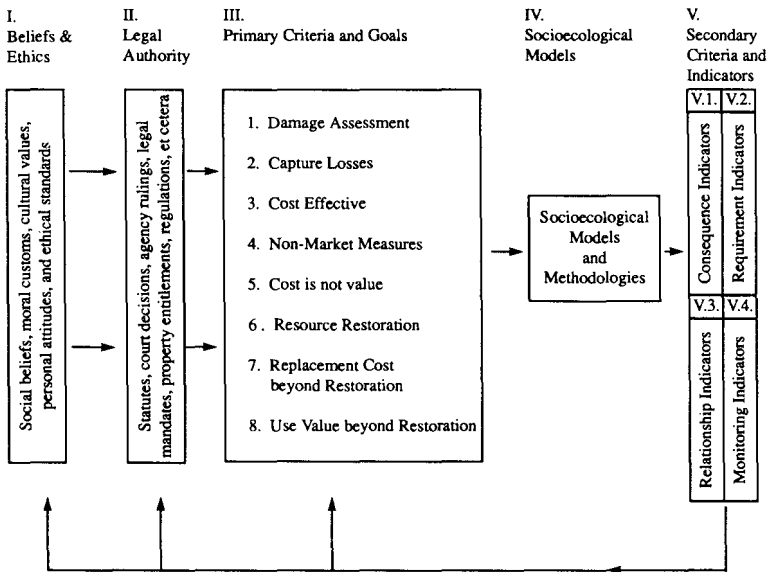 I.
Beliefs &
Ethics
II.
Legal
Authority
III.
Primary Criteria and Goals
IV.
Socioecological
Models
V.
Secondary
Criteria and
Indicators
Social beliefs, moral customs, cultural values,
personal attitudes, and ethical standards
Statutes, court decisions, agency rulings, legal
mandates, property entitlements, regulations, et cetera
1. Damage Assessment
2. Capture Losses
3. Cost Effective
4. Non-Market Measures
5. Cost is not value
6. Resource Restoration
7. Replacement Cost
beyond Restoration
8. Use Value beyond Restoration
Socioecological
Models
and
Methodologies
V.1.
V.2.
Consequence Indicators
Requirement Indicators
V.3.
V.4.
Relationship Indicators
Monitoring Indicators